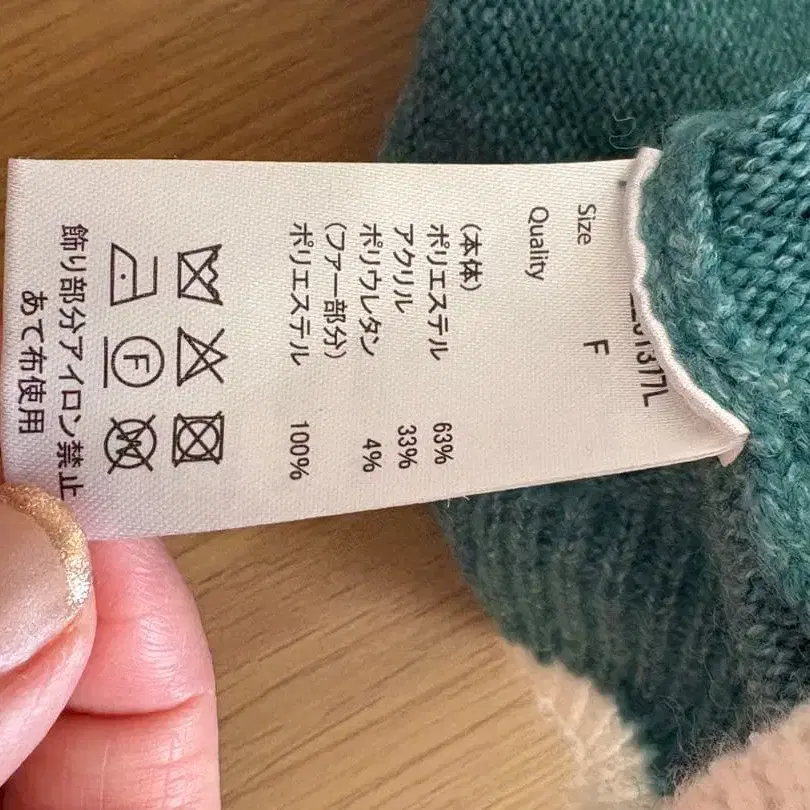 Size F
Quality
(本体)
ポリエステル 63%
アクリル 33%
ポリウレタン 4%
(ファー部分)
ポリエステル 100%
F W
飾り部分アイロン禁止
あて布使用